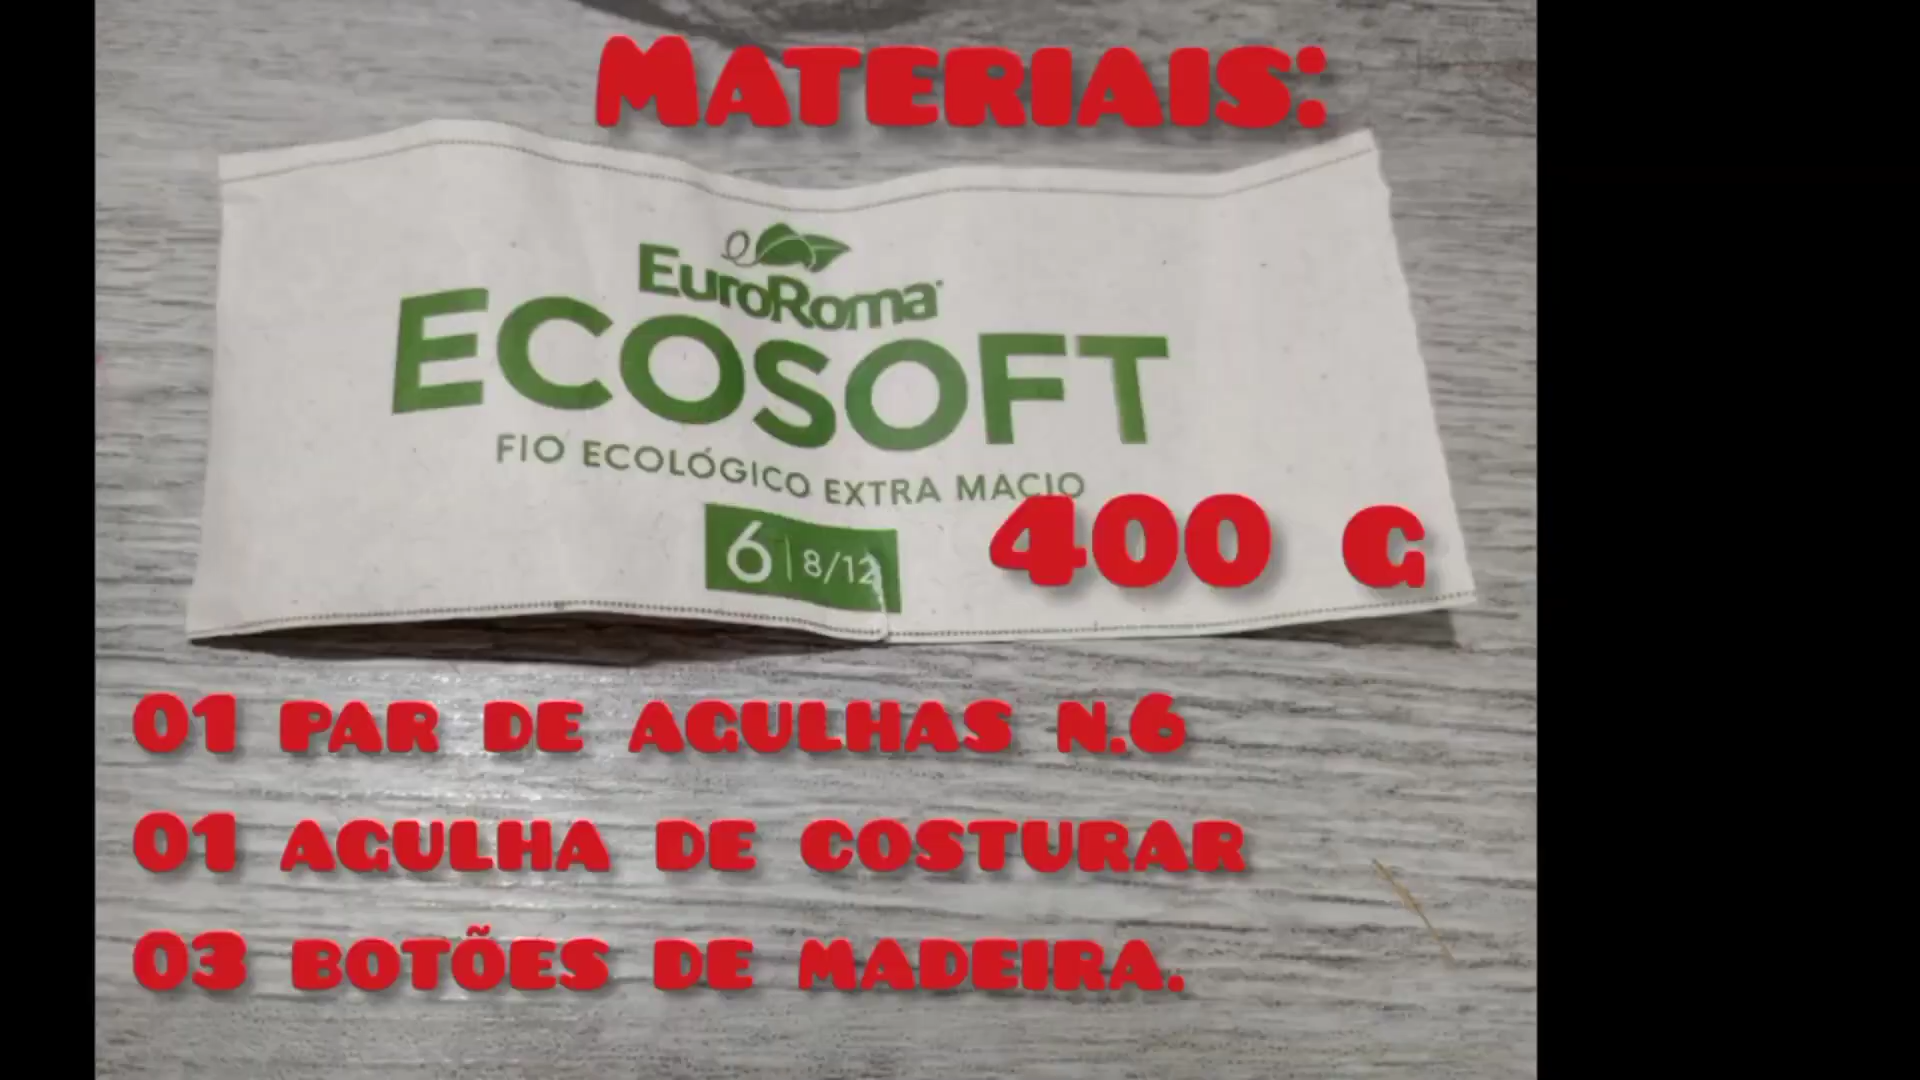 MATERIAIS:
EuroRoma
ECOSOFT
FIO ECOLÓGICO EXTRA MACIO
6 | 8/12
400 G
01 PAR DE AGULHAS N.6
01 AGULHA DE COSTURAR
03 BOTÕES DE MADEIRA.